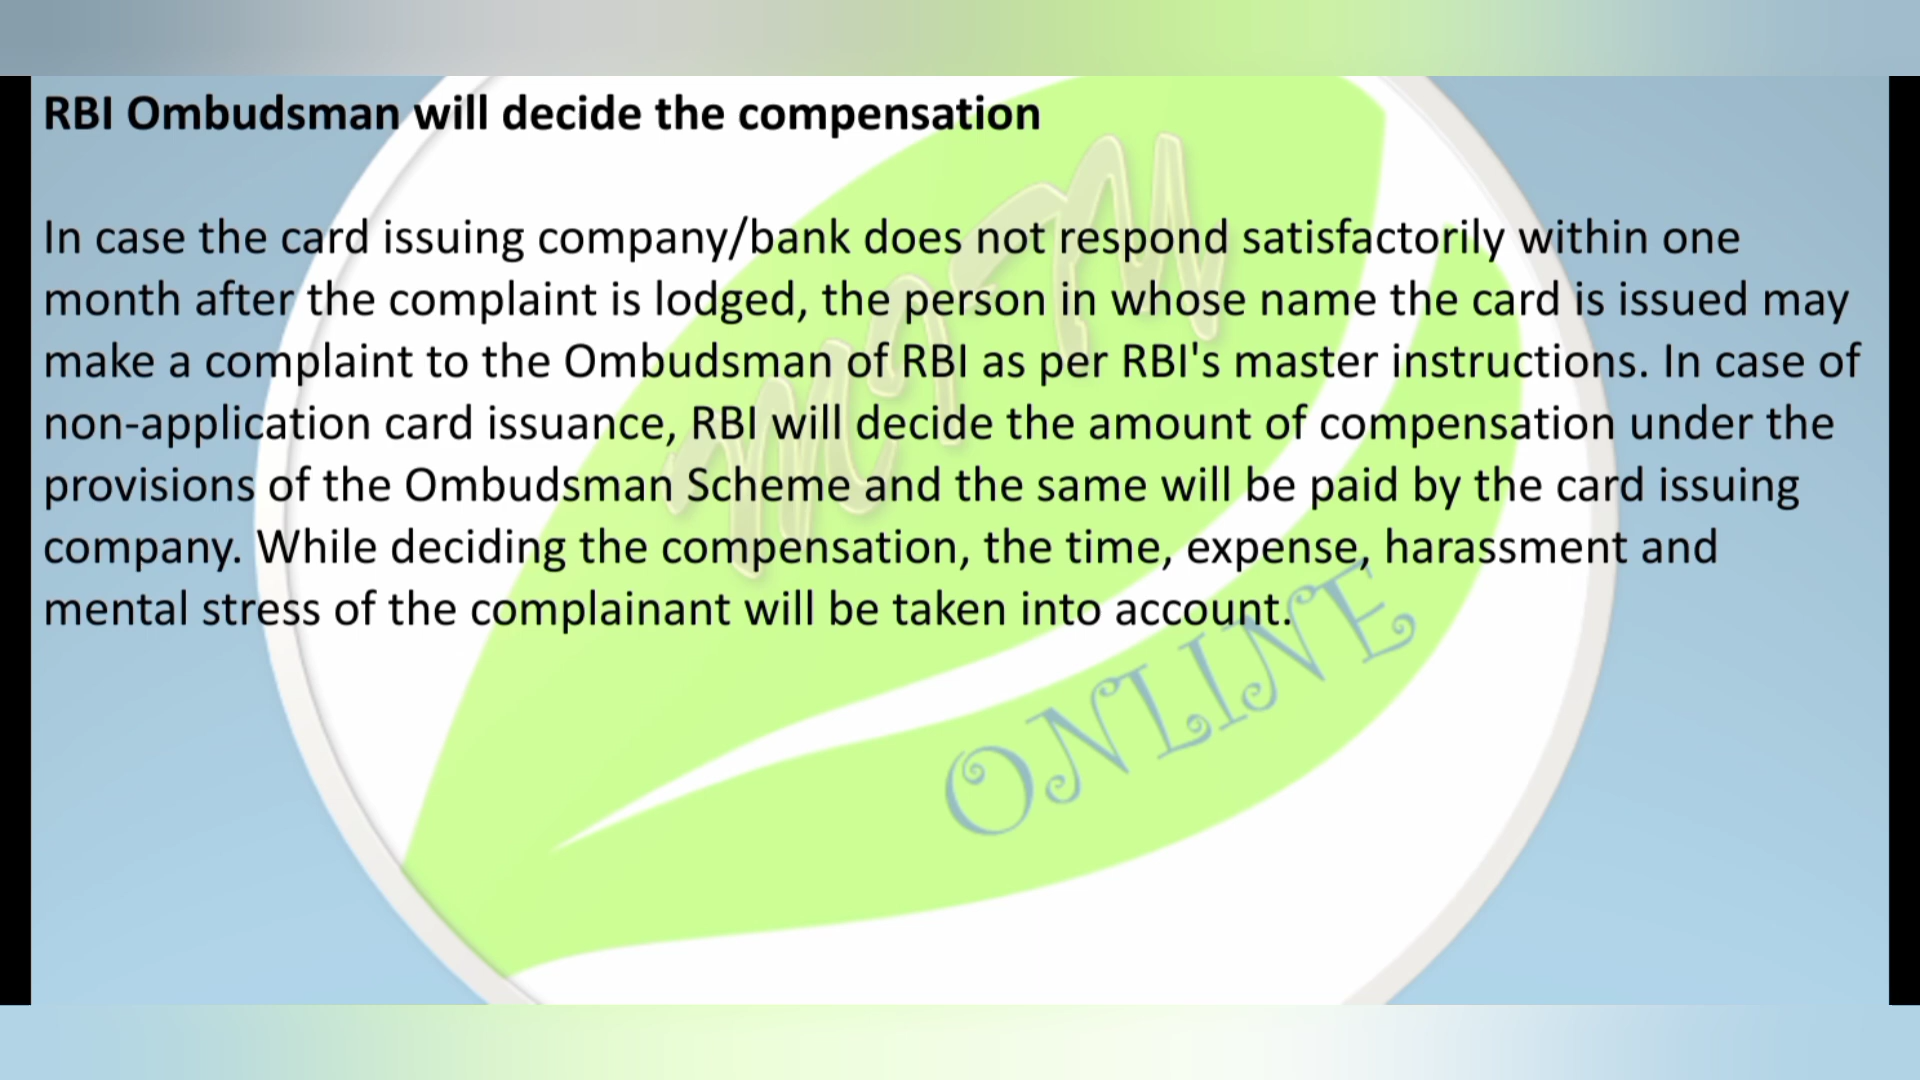 RBI Ombudsman will decide the compensation
In case the card issuing company/bank does not respond satisfactorily within one
month after the complaint is lodged, the person in whose name the card is issued may
make a complaint to the Ombudsman of RBI as per RBI's master instructions. In case of
non-application card issuance, RBI will decide the amount of compensation under the
provisions of the Ombudsman Scheme and the same will be paid by the card issuing
company. While deciding the compensation, the time, expense, harassment and
mental stress of the complainant will be taken into account.
ONLINE